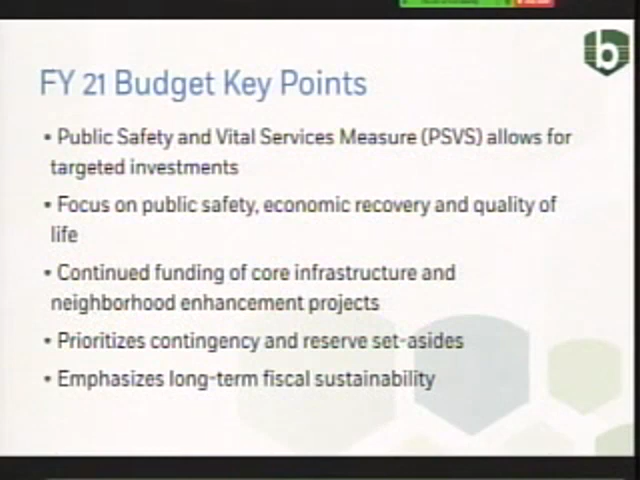 b
FY 21 Budget Key Points
• Public Safety and Vital Services Measure (PSVS) allows for
targeted investments
• Focus on public safety, economic recovery and quality of
life
• Continued funding of core infrastructure and
neighborhood enhancement projects
• Prioritizes contingency and reserve set-asides
• Emphasizes long-term fiscal sustainability